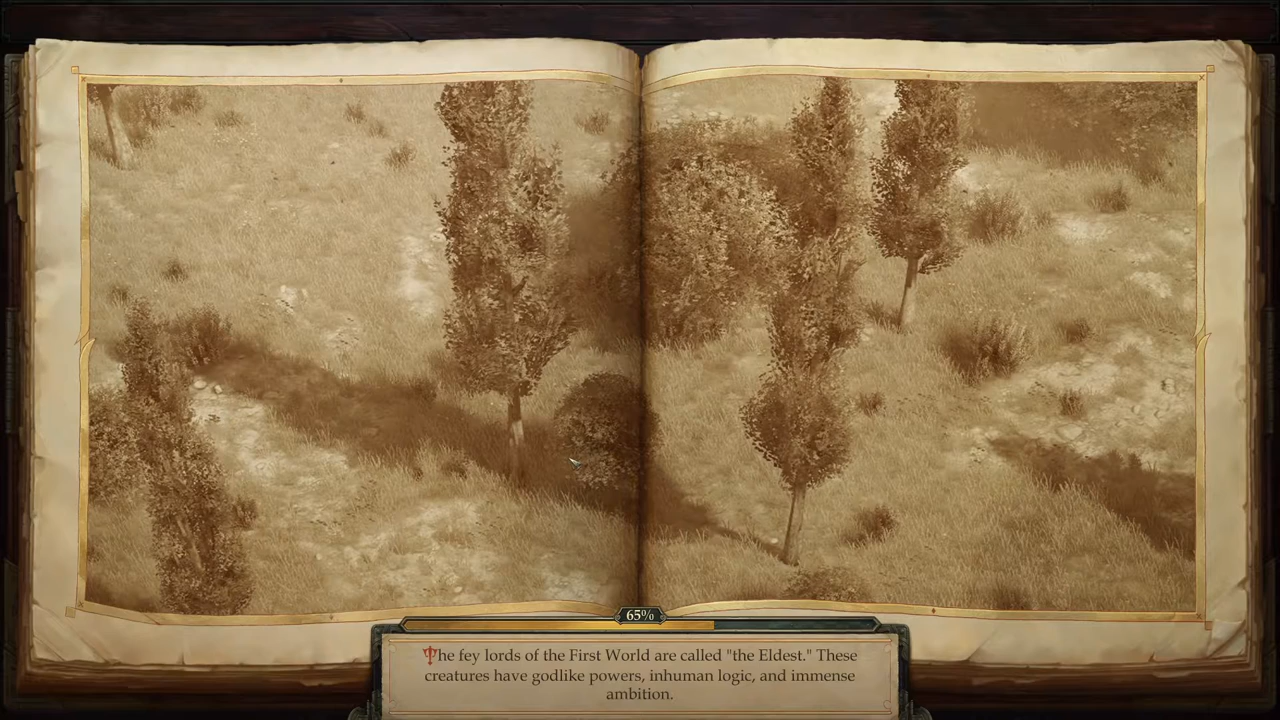 65%
The fey lords of the First World are called "the Eldest." These
creatures have godlike powers, inhuman logic, and immense
ambition.